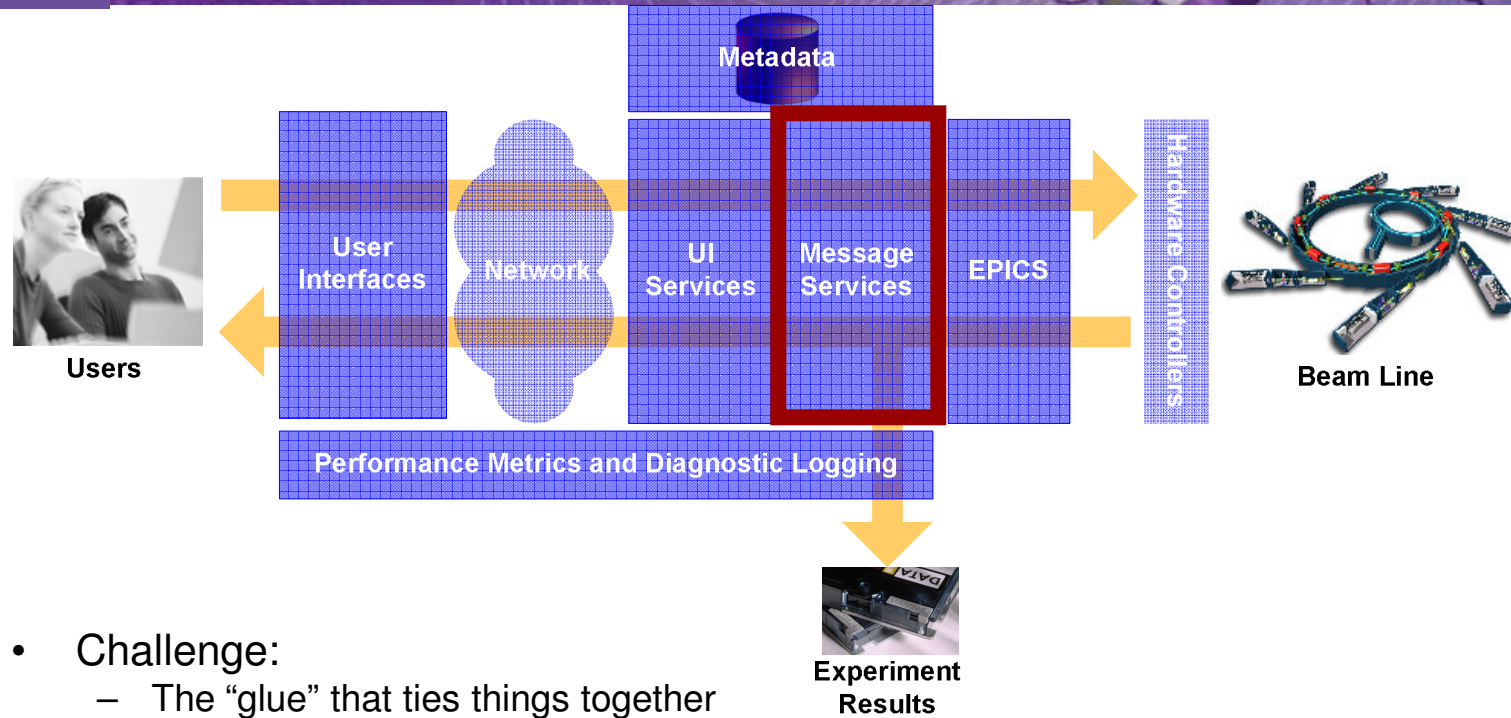 Metadata
User
Interfaces
Network
UI
Services
Message
Services
EPICS
Hardware Controllers
Users
Beam Line
Performance Metrics and Diagnostic Logging
DATA
Experiment
Results
• Challenge:
– The “glue” that ties things together